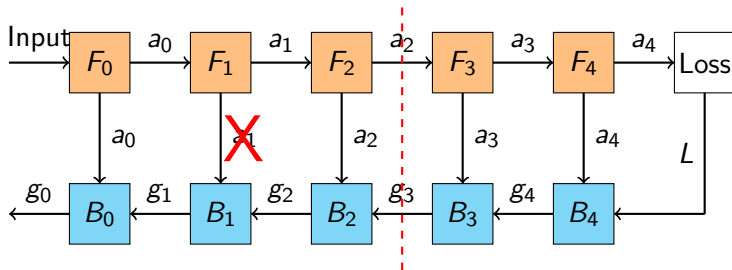 Input a₀ a₁ a₂ a₃ a₄
F₀ F₁ F₂ F₃ F₄ Loss
a₀ a₁ a₂ a₃ a₄ L
g₀ g₁ g₂ g₃ g₄
B₀ B₁ B₂ B₃ B₄